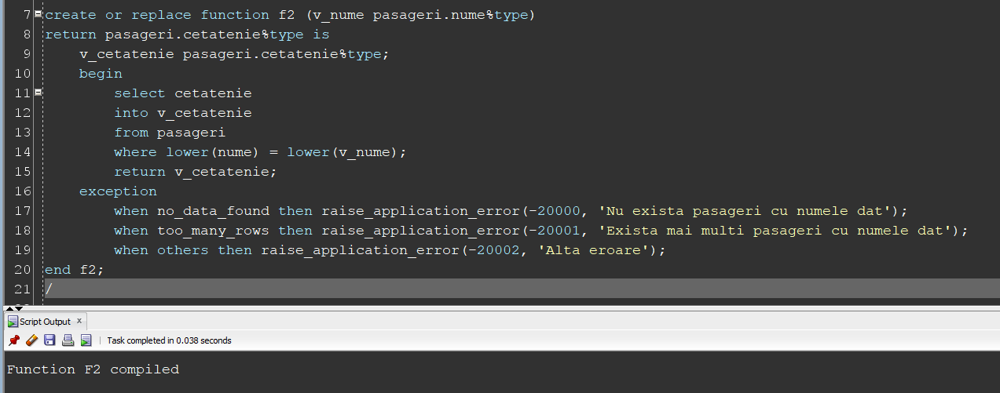 7 create or replace function f2 (v_nume pasageri.nume%type)
8 return pasageri.cetatenie%type is
9     v_cetatenie pasageri.cetatenie%type;
10     begin
11         select cetatenie
12         into v_cetatenie
13         from pasageri
14         where lower(nume) = lower(v_nume);
15         return v_cetatenie;
16     exception
17         when no_data_found then raise_application_error(-20000, 'Nu exista pasageri cu numele dat');
18         when too_many_rows then raise_application_error(-20001, 'Exista mai multi pasageri cu numele dat');
19         when others then raise_application_error(-20002, 'Alta eroare');
20 end f2;
21 /
Script Output x
Task completed in 0.038 seconds
Function F2 compiled